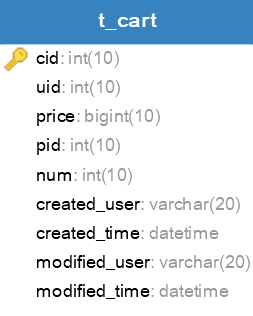 t_cart
cid: int(10)
uid: int(10)
price: bigint(10)
pid: int(10)
num: int(10)
created_user: varchar(20)
created_time: datetime
modified_user: varchar(20)
modified_time: datetime